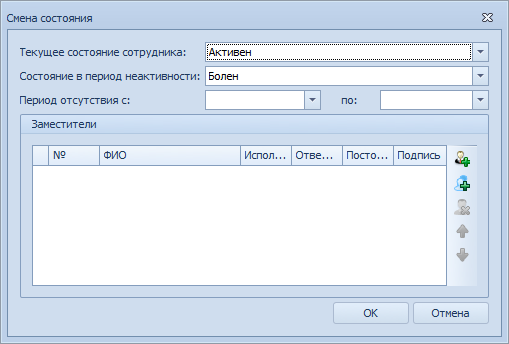 Смена состояния
Текущее состояние сотрудника: Активен
Состояние в период неактивности: Болен
Период отсутствия с: по:
Заместители
№ ФИО Испол... Отве... Посто... Подпись
OK Отмена